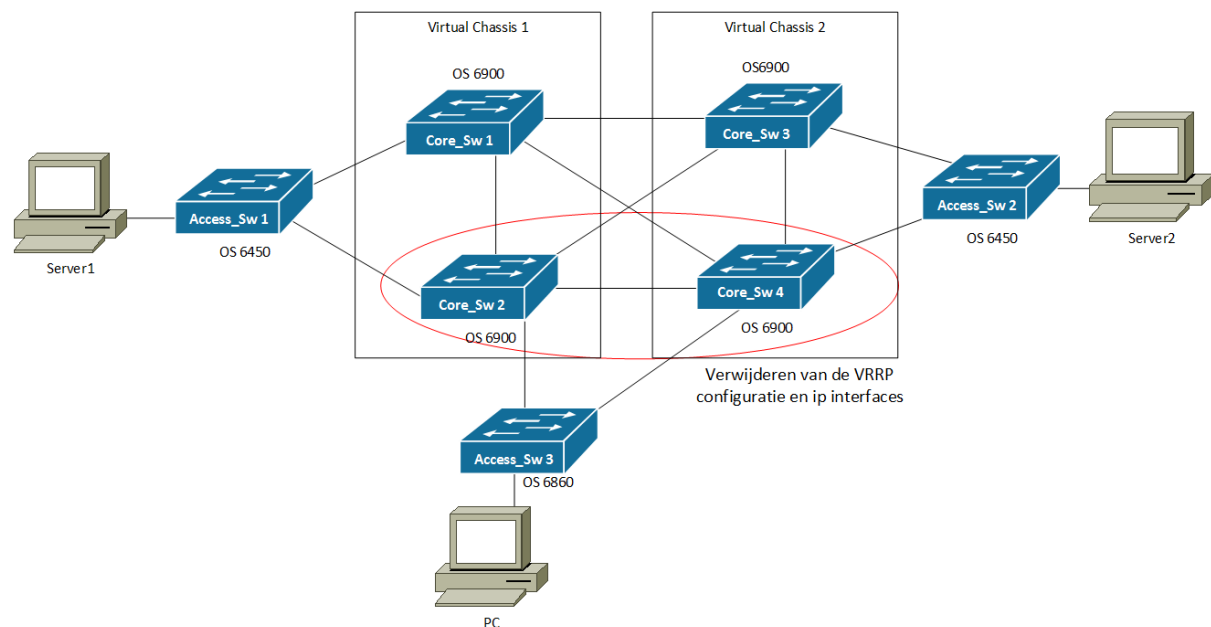 Virtual Chassis 1
Virtual Chassis 2
OS 6900
OS6900
Core_Sw 1
Core_Sw 3
Access_Sw 1
Access_Sw 2
OS 6450
OS 6450
Server1
Server2
Core_Sw 2
Core_Sw 4
OS 6900
OS 6900
Verwijderen van de VRRP
configuratie en ip interfaces
Access_Sw 3
OS 6860
PC